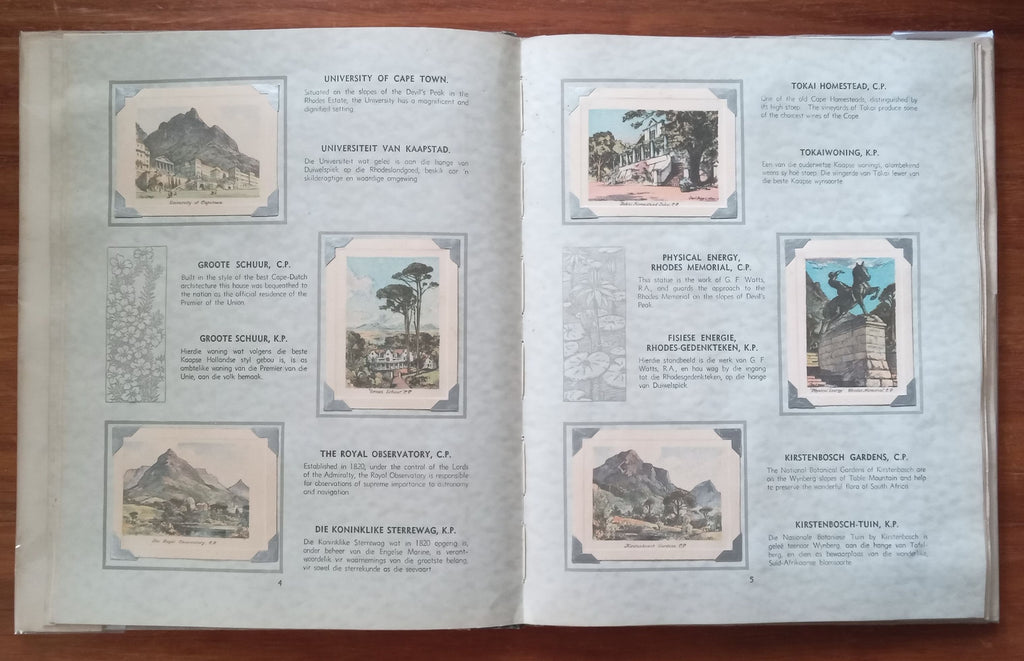 UNIVERSITY OF CAPE TOWN.
Situated on the slopes of the Devil's Peak in the
Rhodes Estate, the University has a magnificent and
dignified setting.
UNIVERSITEIT VAN KAAPSTAD.
Die Universiteit wat geleë is aan die hange van
Duiwelspiek, op die Rhodeslandgoed, beskik oor 'n
skilderagtige en waardige omgewing.
University of Capetown.
GROOTE SCHUUR, C.P.
Built in the style of the best Cape-Dutch
architecture this house was bequeathed to
the nation as the official residence of the
Premier of the Union.
GROOTE SCHUUR, K.P.
Hierdie woning wat volgens die beste
Kaapse Hollandse styl gebou is, is as
amptelike woning van die Premier van die
Unie, aan die volk bemaak.
Groote Schuur C.P.
THE ROYAL OBSERVATORY, C.P.
Established in 1820, under the control of the Lords
of the Admiralty, the Royal Observatory is responsible
for observations of supreme importance to astronomy
and navigation.
DIE KONINKLIKE STERREWAG, K.P.
Die Koninklike Sterrewag wat in 1820 opgerig is,
onder beheer van die Engelse Marine, is verant-
woordelik vir waarnemings van die grootste belang,
vir sowel die sterrekunde as die seevaart.
The Royal Observatory C.P.
4
TOKAI HOMESTEAD, C.P.
One of the old Cape Homesteads, distinguished by
its high stoep. The vineyards of Tokai produce some
of the choicest wines of the Cape.
TOKAIWONING, K.P.
Een van die ouderwetse Kaapse wonings, uitblinkend
weens sy hoë stoep. Die wingerde van Tokai lewer van
die beste Kaapse wynsoorte.
Tokai Homestead Tokai C.P.
PHYSICAL ENERGY,
RHODES MEMORIAL, C.P.
This statue is the work of G. F. Watts,
R.A., and guards the approach to the
Rhodes Memorial on the slopes of Devil's
Peak.
FISIESE ENERGIE,
RHODES-GEDENKTEKEN, K.P.
Hierdie standbeeld is die werk van G. F.
Watts, R.A., en hou wag by die ingang
tot die Rhodesgedenkteken, op die hange
van Duiwelspiek.
"Physical Energy" Rhodes Memorial C.P.
KIRSTENBOSCH GARDENS, C.P.
The National Botanical Gardens of Kirstenbosch are
on the Wynberg slopes of Table Mountain and help
to preserve the wonderful flora of South Africa.
KIRSTENBOSCH-TUIN, K.P.
Die Nasionale Botaniese Tuin by Kirstenbosch is
geleë teenoor Wynberg, aan die hange van Tafel-
berg, en dien as bewaarplaas van die wonderlike,
Suid-Afrikaanse blomsoorte.
Kirstenbosch Gardens C.P.
5